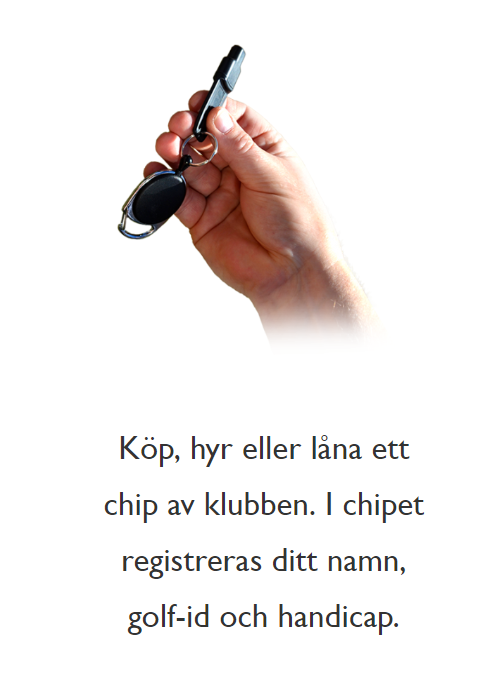 Köp, hyr eller låna ett
chip av klubben. I chipet
registreras ditt namn,
golf-id och handicap.